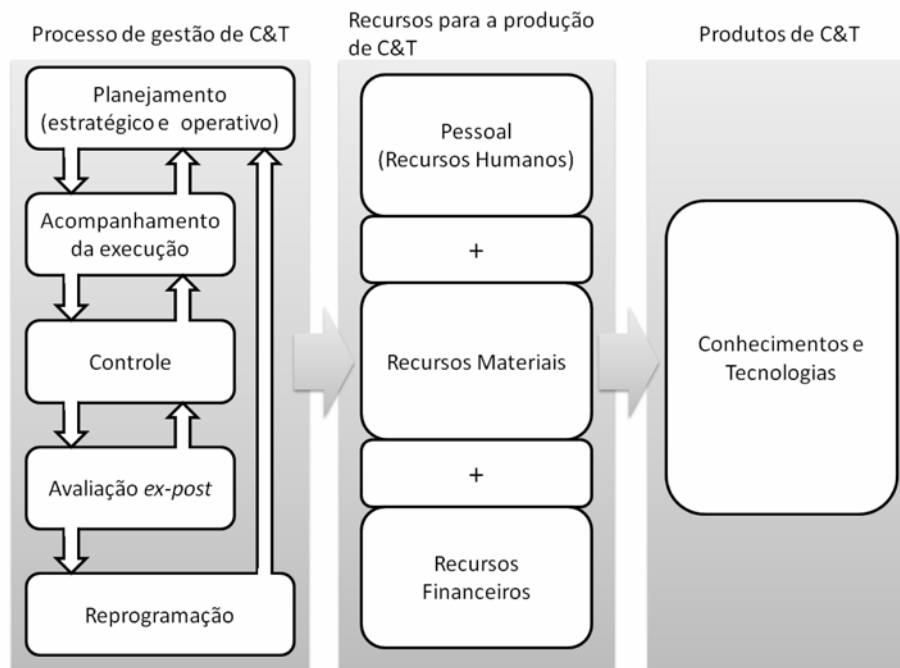 Processo de gestão de C&T
Planejamento
(estratégico e operativo)
Acompanhamento
da execução
Controle
Avaliação ex-post
Reprogramação
Recursos para a produção
de C&T
Pessoal
(Recursos Humanos)
+
Recursos Materiais
+
Recursos
Financeiros
Produtos de C&T
Conhecimentos e
Tecnologias